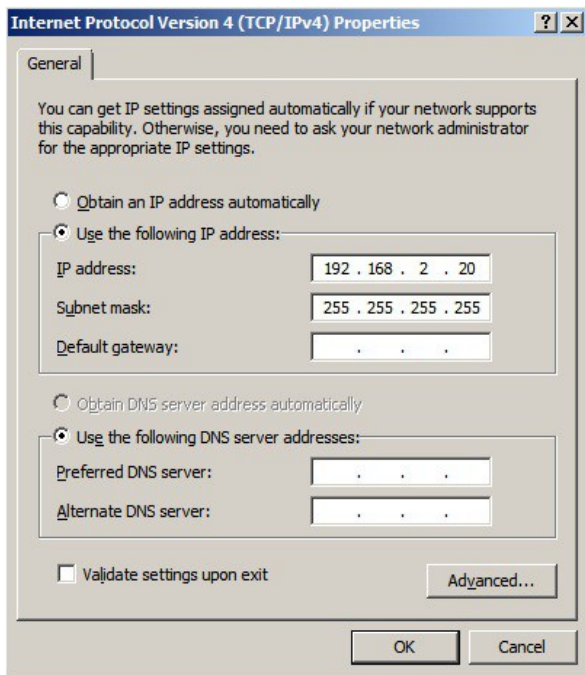 Internet Protocol Version 4 (TCP/IPv4) Properties
General
You can get IP settings assigned automatically if your network supports
this capability. Otherwise, you need to ask your network administrator
for the appropriate IP settings.
Obtain an IP address automatically
Use the following IP address:
IP address: 192 . 168 . 2 . 20
Subnet mask: 255 . 255 . 255 . 255
Default gateway: . . .
Obtain DNS server address automatically
Use the following DNS server addresses:
Preferred DNS server: . . .
Alternate DNS server: . . .
Validate settings upon exit
Advanced...
OK Cancel